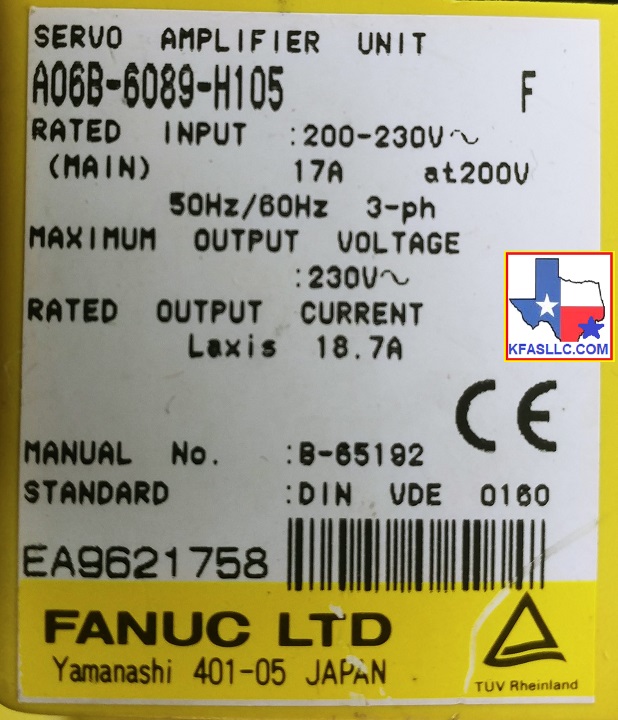 SERVO AMPLIFIER UNIT
A06B-6089-H105 F
RATED INPUT :200-230V~
(MAIN) 17A at200V
50Hz/60Hz 3-ph
MAXIMUM OUTPUT VOLTAGE
:230V~
RATED OUTPUT CURRENT
Laxis 18.7A
KFASLLC.COM
CE
MANUAL No. :B-65192
STANDARD :DIN VDE 0160
EA9621758
FANUC LTD
Yamanashi 401-05 JAPAN
TÜV Rheinland